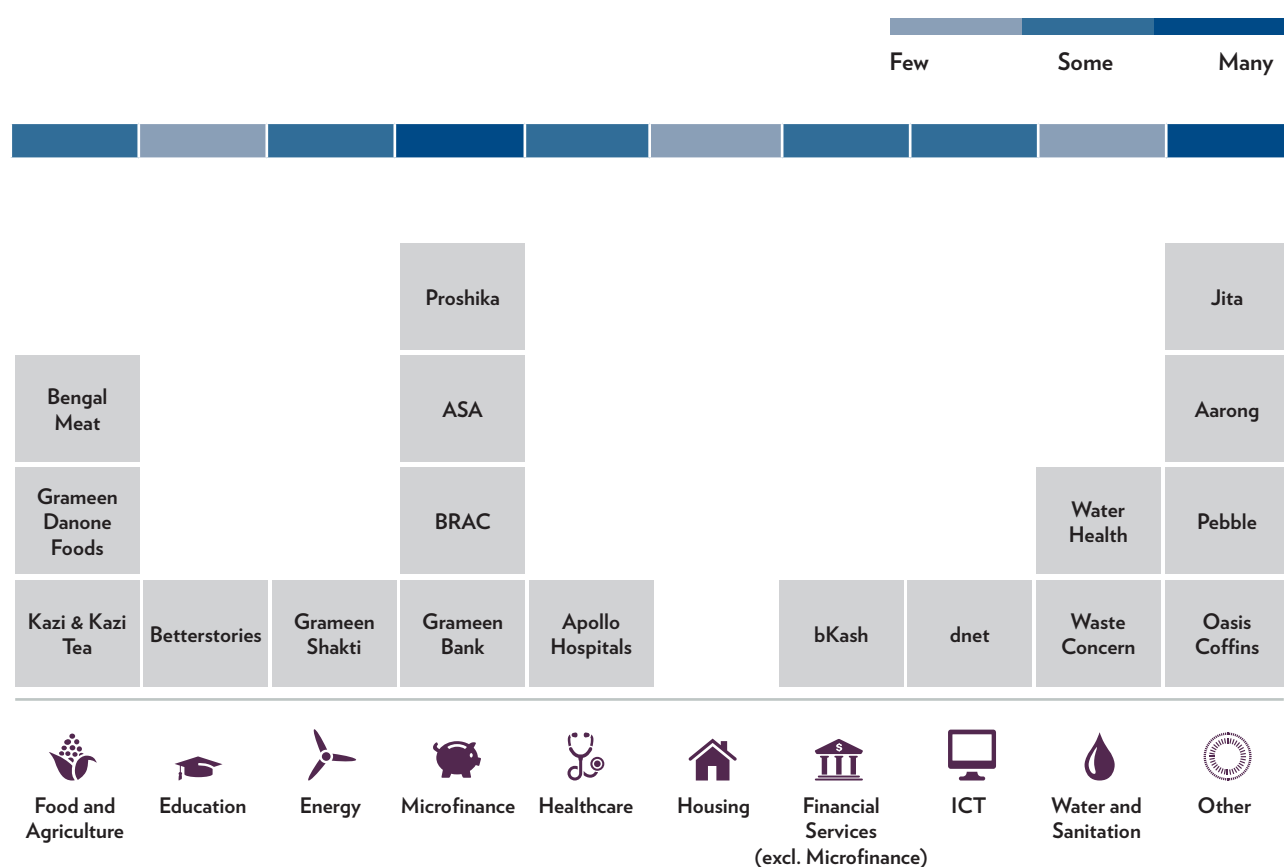 Few
Some
Many
Proshika
Jita
Bengal
Meat
ASA
Aarong
Grameen
Danone
Foods
BRAC
Water
Health
Pebble
Kazi & Kazi
Tea
Betterstories
Grameen
Shakti
Grameen
Bank
Apollo
Hospitals
bKash
dnet
Waste
Concern
Oasis
Coffins
$
Food and
Agriculture
Education
Energy
Microfinance
Healthcare
Housing
Financial
Services
(excl. Microfinance)
ICT
Water and
Sanitation
Other